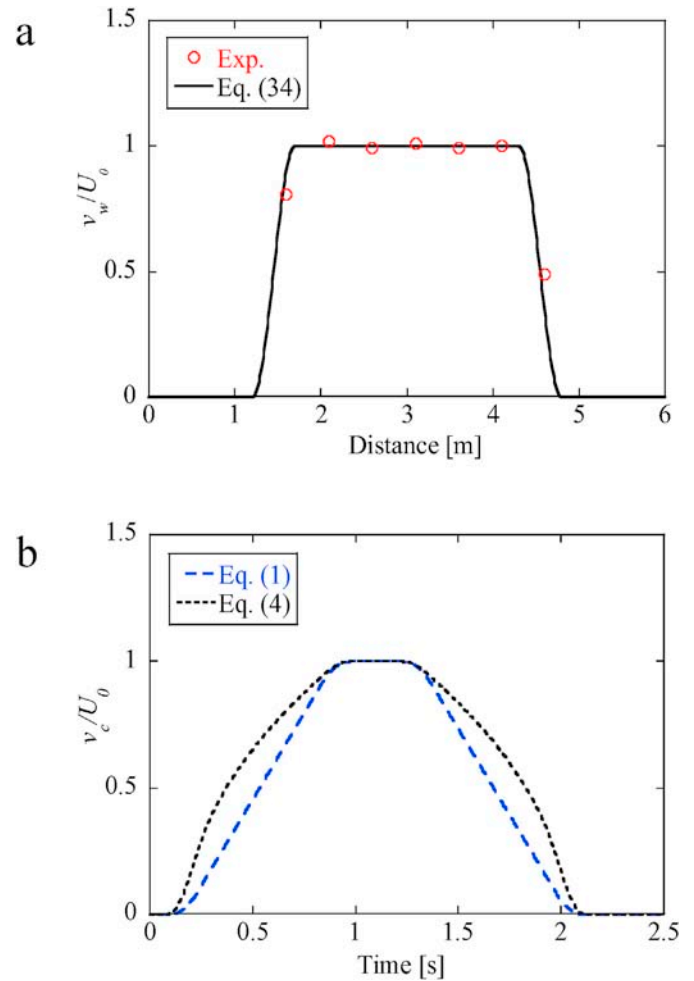 a
1.5
1
0.5
0
v_w/U_0
Exp.
Eq. (34)
0 1 2 3 4 5 6
Distance [m]
b
1.5
1
0.5
0
v_c/U_0
Eq. (1)
Eq. (4)
0 0.5 1 1.5 2 2.5
Time [s]